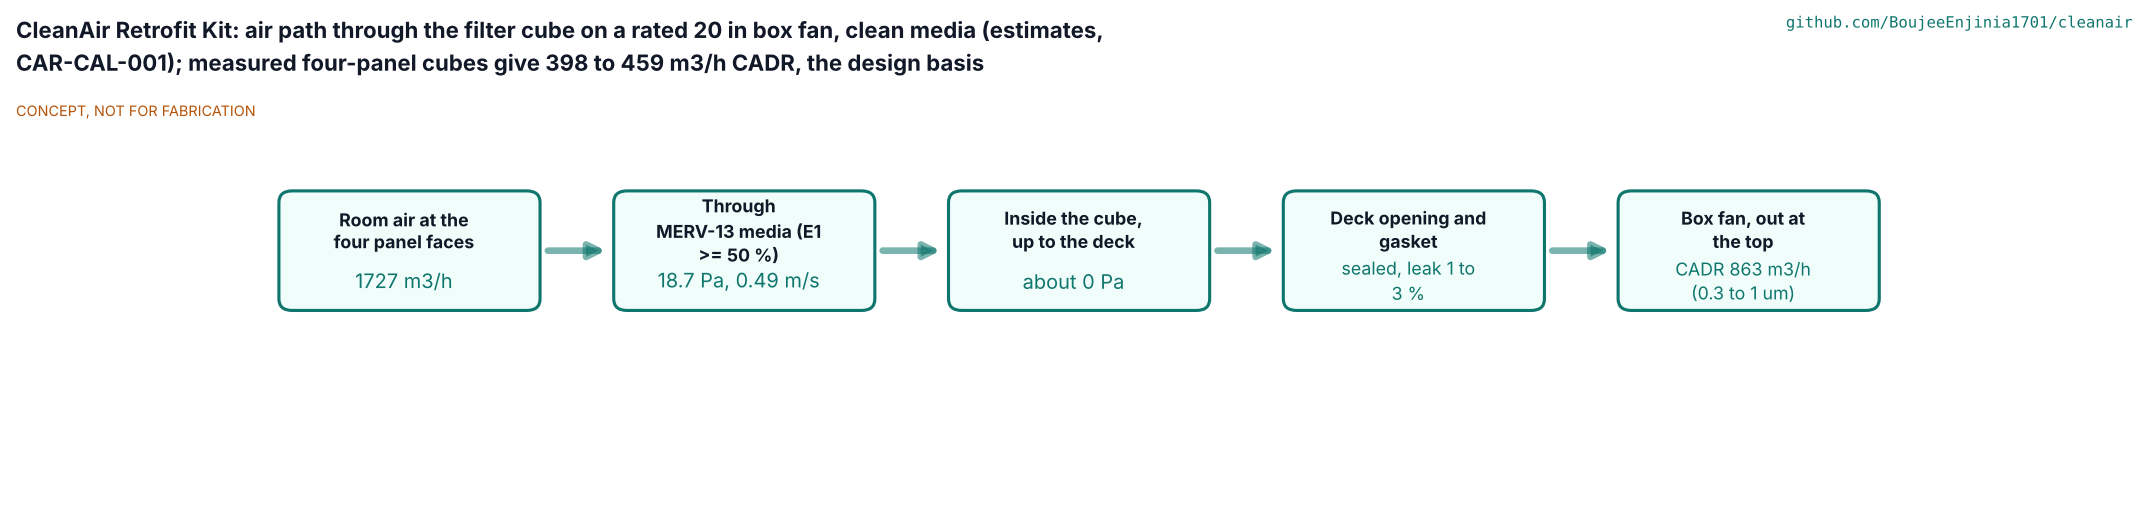 CleanAir Retrofit Kit: air path through the filter cube on a rated 20 in box fan, clean media (estimates,
CAR-CAL-001); measured four-panel cubes give 398 to 459 m3/h CADR, the design basis
github.com/BoujeeEnjinia1701/cleanair
CONCEPT, NOT FOR FABRICATION
Room air at the
four panel faces
1727 m3/h
Through
MERV-13 media (E1
>= 50 %)
18.7 Pa, 0.49 m/s
Inside the cube,
up to the deck
about 0 Pa
Deck opening and
gasket
sealed, leak 1 to
3 %
Box fan, out at
the top
CADR 863 m3/h
(0.3 to 1 um)